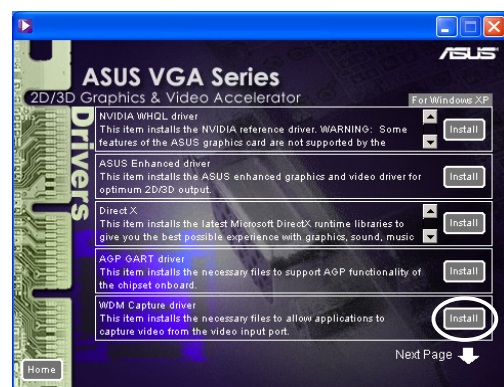 ASUS
ASUS VGA Series
2D/3D Graphics & Video Accelerator
For Windows XP
Drivers
NVIDIA WHQL driver
This item installs the NVIDIA reference driver. WARNING: Some
features of the ASUS graphics card are not supported by the
Install
ASUS Enhanced driver
This item installs the ASUS enhanced graphics and video driver for
optimum 2D/3D output.
Install
Direct X
This item installs the latest Microsoft DirectX runtime libraries to
give you the best possible experience with graphics, sound, music
Install
AGP GART driver
This item installs the necessary files to support AGP functionality of
the chipset onboard.
Install
WDM Capture driver
This item installs the necessary files to allow applications to
capture video from the video input port.
Install
Next Page
Home